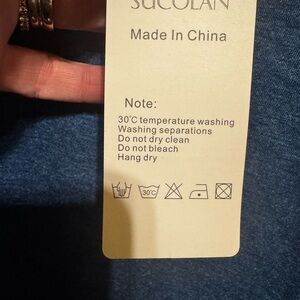 SUCOLAN
Made In China
Note:
30℃ temperature washing
Washing separations
Do not dry clean
Do not bleach
Hang dry
30℃